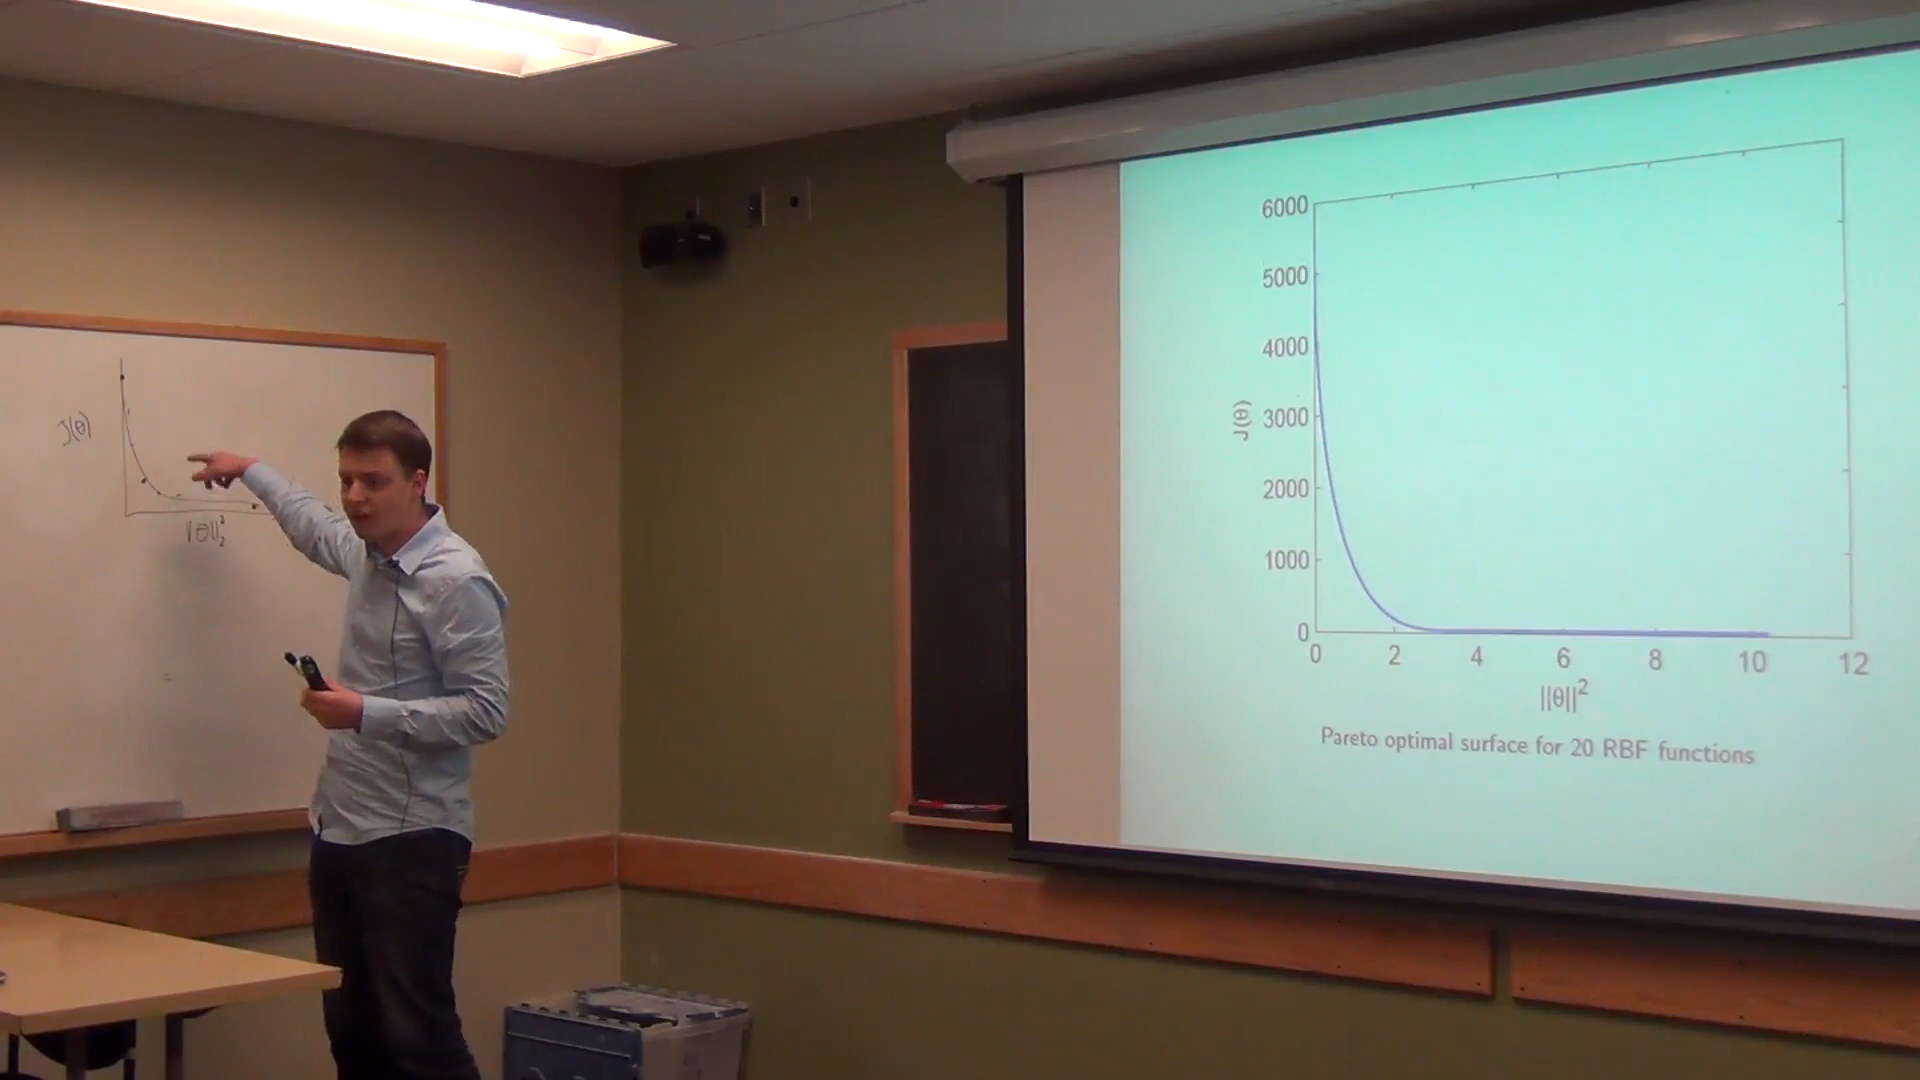 J(θ)
||θ||₂²
6000
5000
4000
3000
2000
1000
0
J(θ)
0 2 4 6 8 10 12
||θ||²
Pareto optimal surface for 20 RBF functions